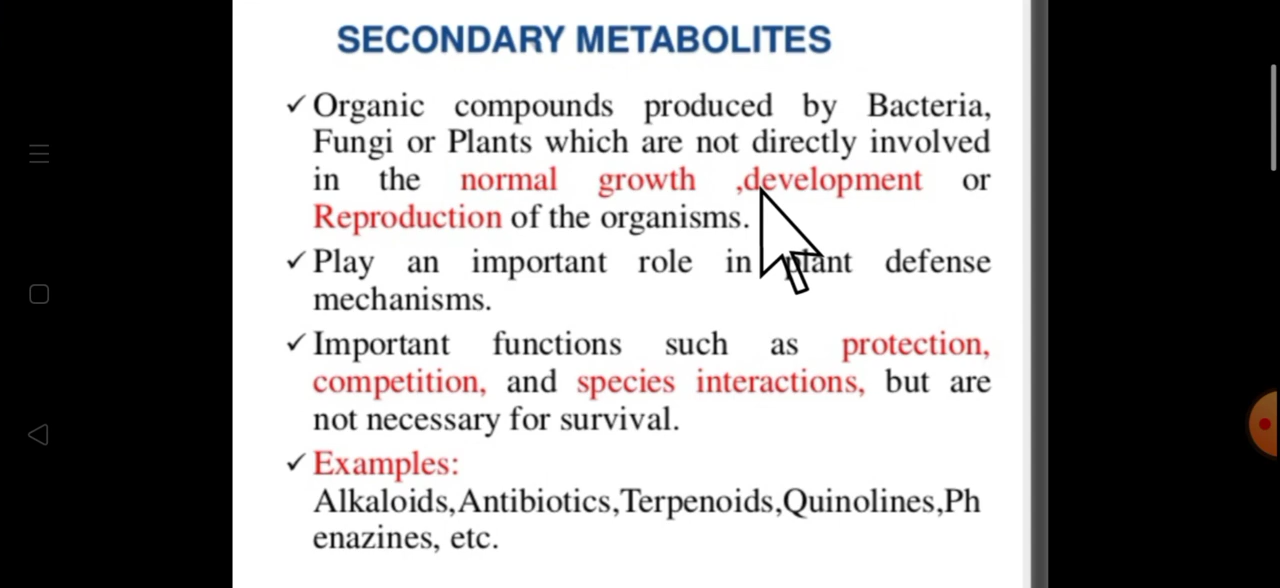 SECONDARY METABOLITES
✓ Organic compounds produced by Bacteria,
Fungi or Plants which are not directly involved
in the normal growth ,development or
Reproduction of the organisms.
✓ Play an important role in plant defense
mechanisms.
✓ Important functions such as protection,
competition, and species interactions, but are
not necessary for survival.
✓ Examples:
Alkaloids,Antibiotics,Terpenoids,Quinolines,Ph
enazines, etc.